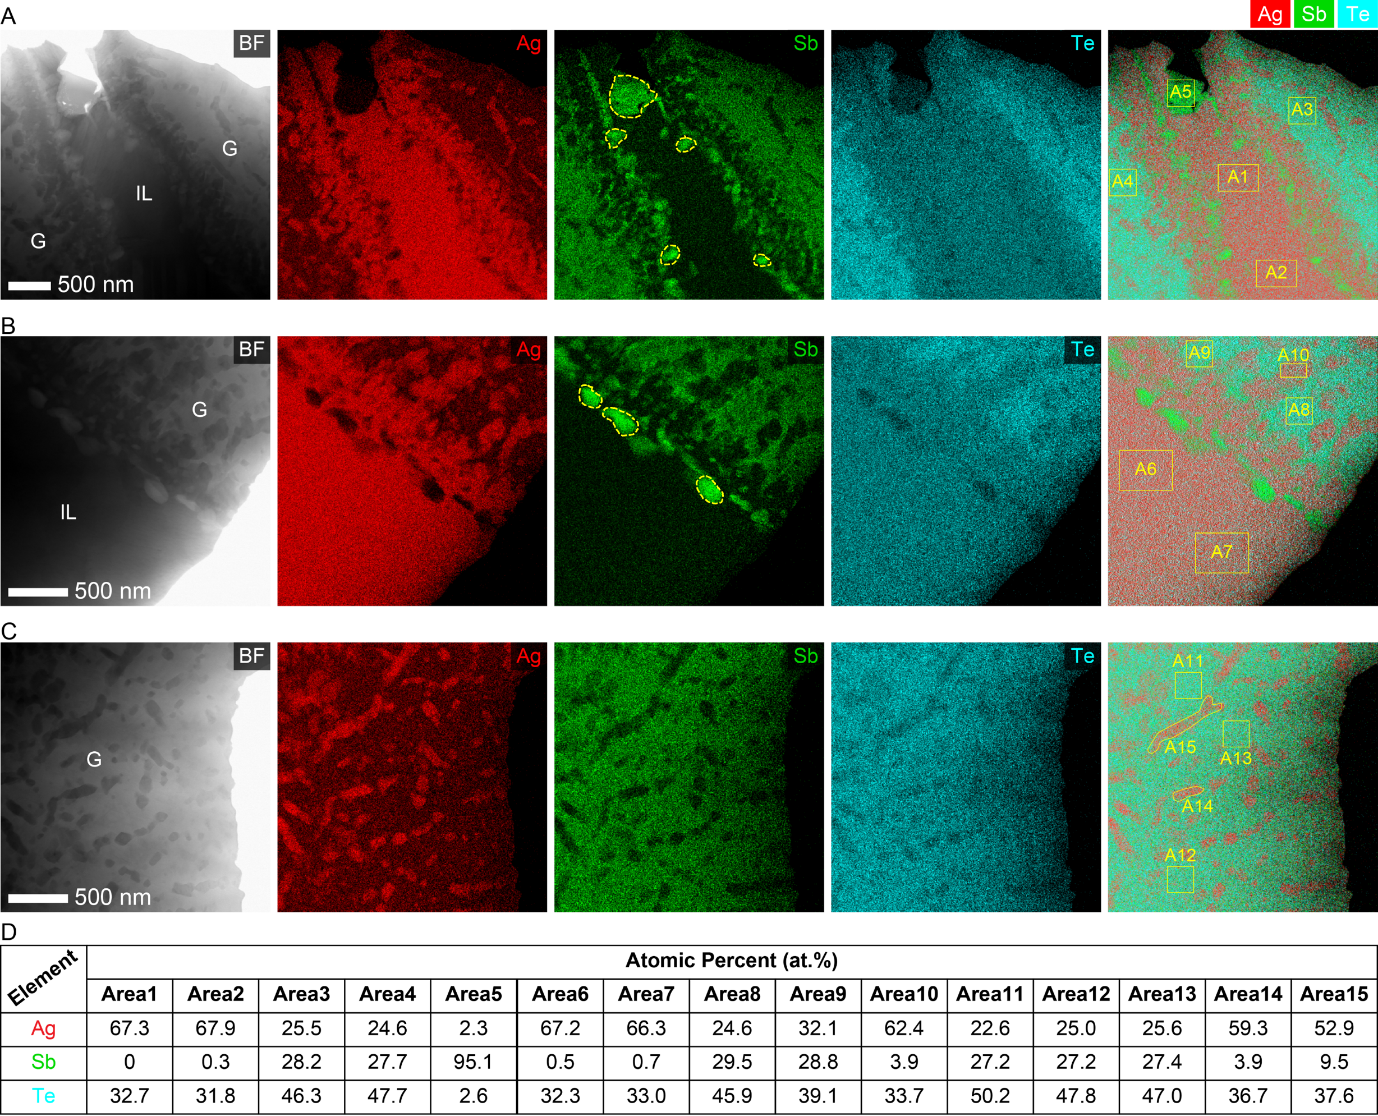 A
Ag Sb Te
BF Ag Sb Te
G
IL
G
500 nm
A5 A3
A4 A1
A2
B
BF Ag Sb Te
G
IL
500 nm
A9 A10
A8
A6
A7
C
BF Ag Sb Te
G
500 nm
A11
A15 A13
A14
A12
D
Element Atomic Percent (at.%)
Area1 Area2 Area3 Area4 Area5 Area6 Area7 Area8 Area9 Area10 Area11 Area12 Area13 Area14 Area15
Ag 67.3 67.9 25.5 24.6 2.3 67.2 66.3 24.6 32.1 62.4 22.6 25.0 25.6 59.3 52.9
Sb 0 0.3 28.2 27.7 95.1 0.5 0.7 29.5 28.8 3.9 27.2 27.2 27.4 3.9 9.5
Te 32.7 31.8 46.3 47.7 2.6 32.3 33.0 45.9 39.1 33.7 50.2 47.8 47.0 36.7 37.6